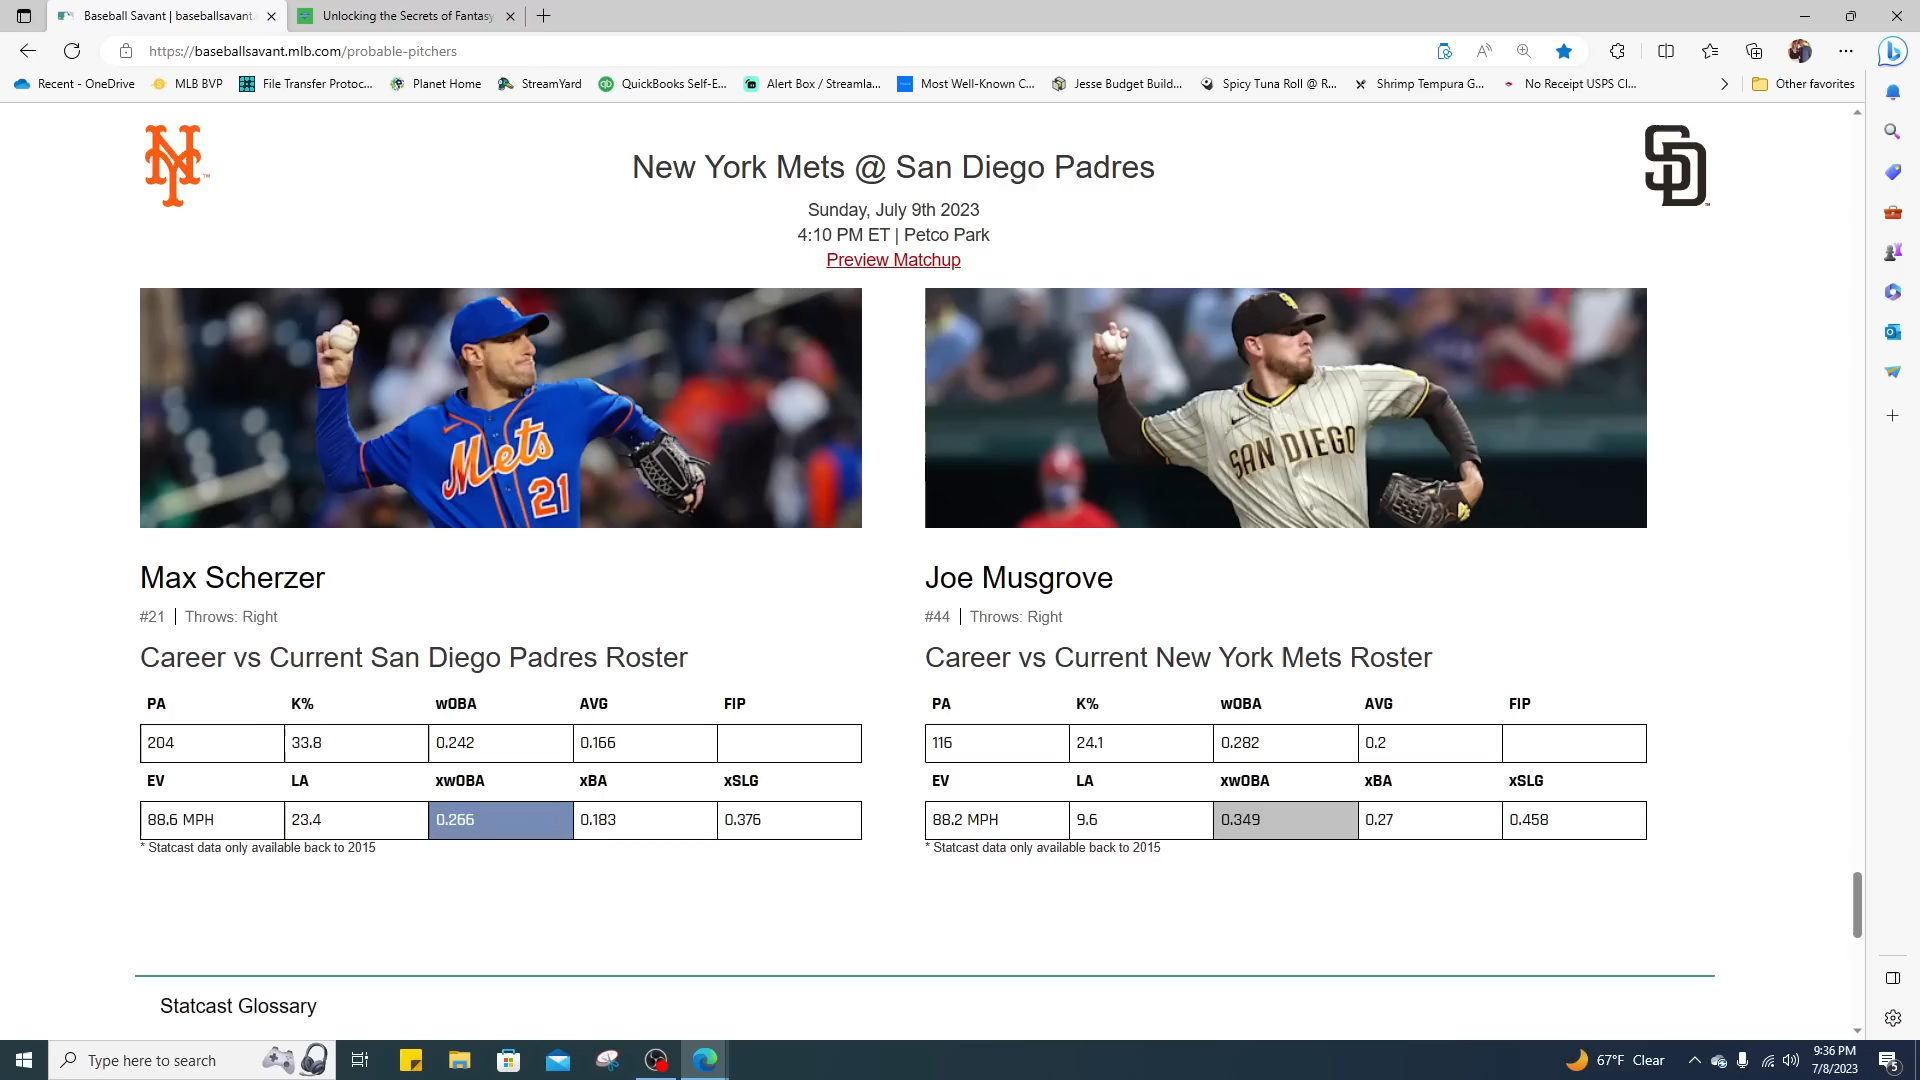 Baseball Savant | baseballsavant.
Unlocking the Secrets of Fantasy
https://baseballsavant.mlb.com/probable-pitchers
Recent - OneDrive
MLB BVP
File Transfer Protoc...
Planet Home
StreamYard
QuickBooks Self-E...
Alert Box / Streamla...
Most Well-Known C...
Jesse Budget Build...
Spicy Tuna Roll @ R...
Shrimp Tempura G...
No Receipt USPS Cl...
Other favorites
New York Mets @ San Diego Padres
Sunday, July 9th 2023
4:10 PM ET | Petco Park
Preview Matchup
Mets
21
SAN DIEGO
Max Scherzer
#21 | Throws: Right
Career vs Current San Diego Padres Roster
PA K% wOBA AVG FIP
204 33.8 0.242 0.166
EV LA xwOBA xBA xSLG
88.6 MPH 23.4 0.266 0.183 0.376
* Statcast data only available back to 2015
Joe Musgrove
#44 | Throws: Right
Career vs Current New York Mets Roster
PA K% wOBA AVG FIP
116 24.1 0.282 0.2
EV LA xwOBA xBA xSLG
88.2 MPH 9.6 0.349 0.27 0.458
* Statcast data only available back to 2015
Statcast Glossary
Type here to search
67°F Clear
9:36 PM
7/8/2023
5